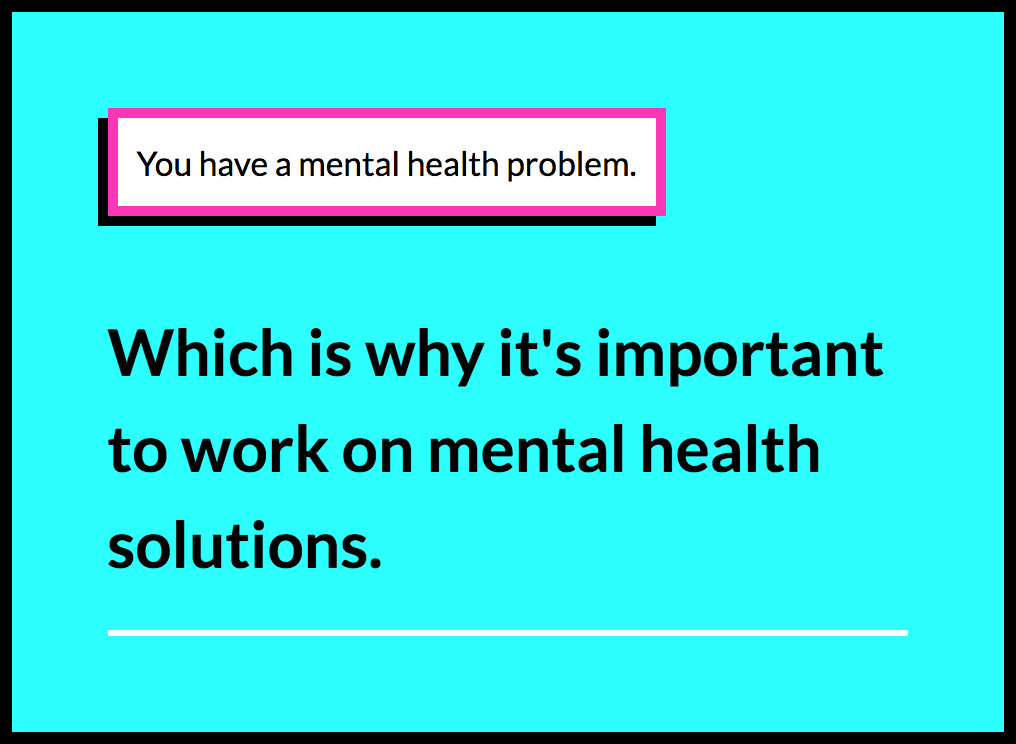 You have a mental health problem.
Which is why it's important
to work on mental health
solutions.